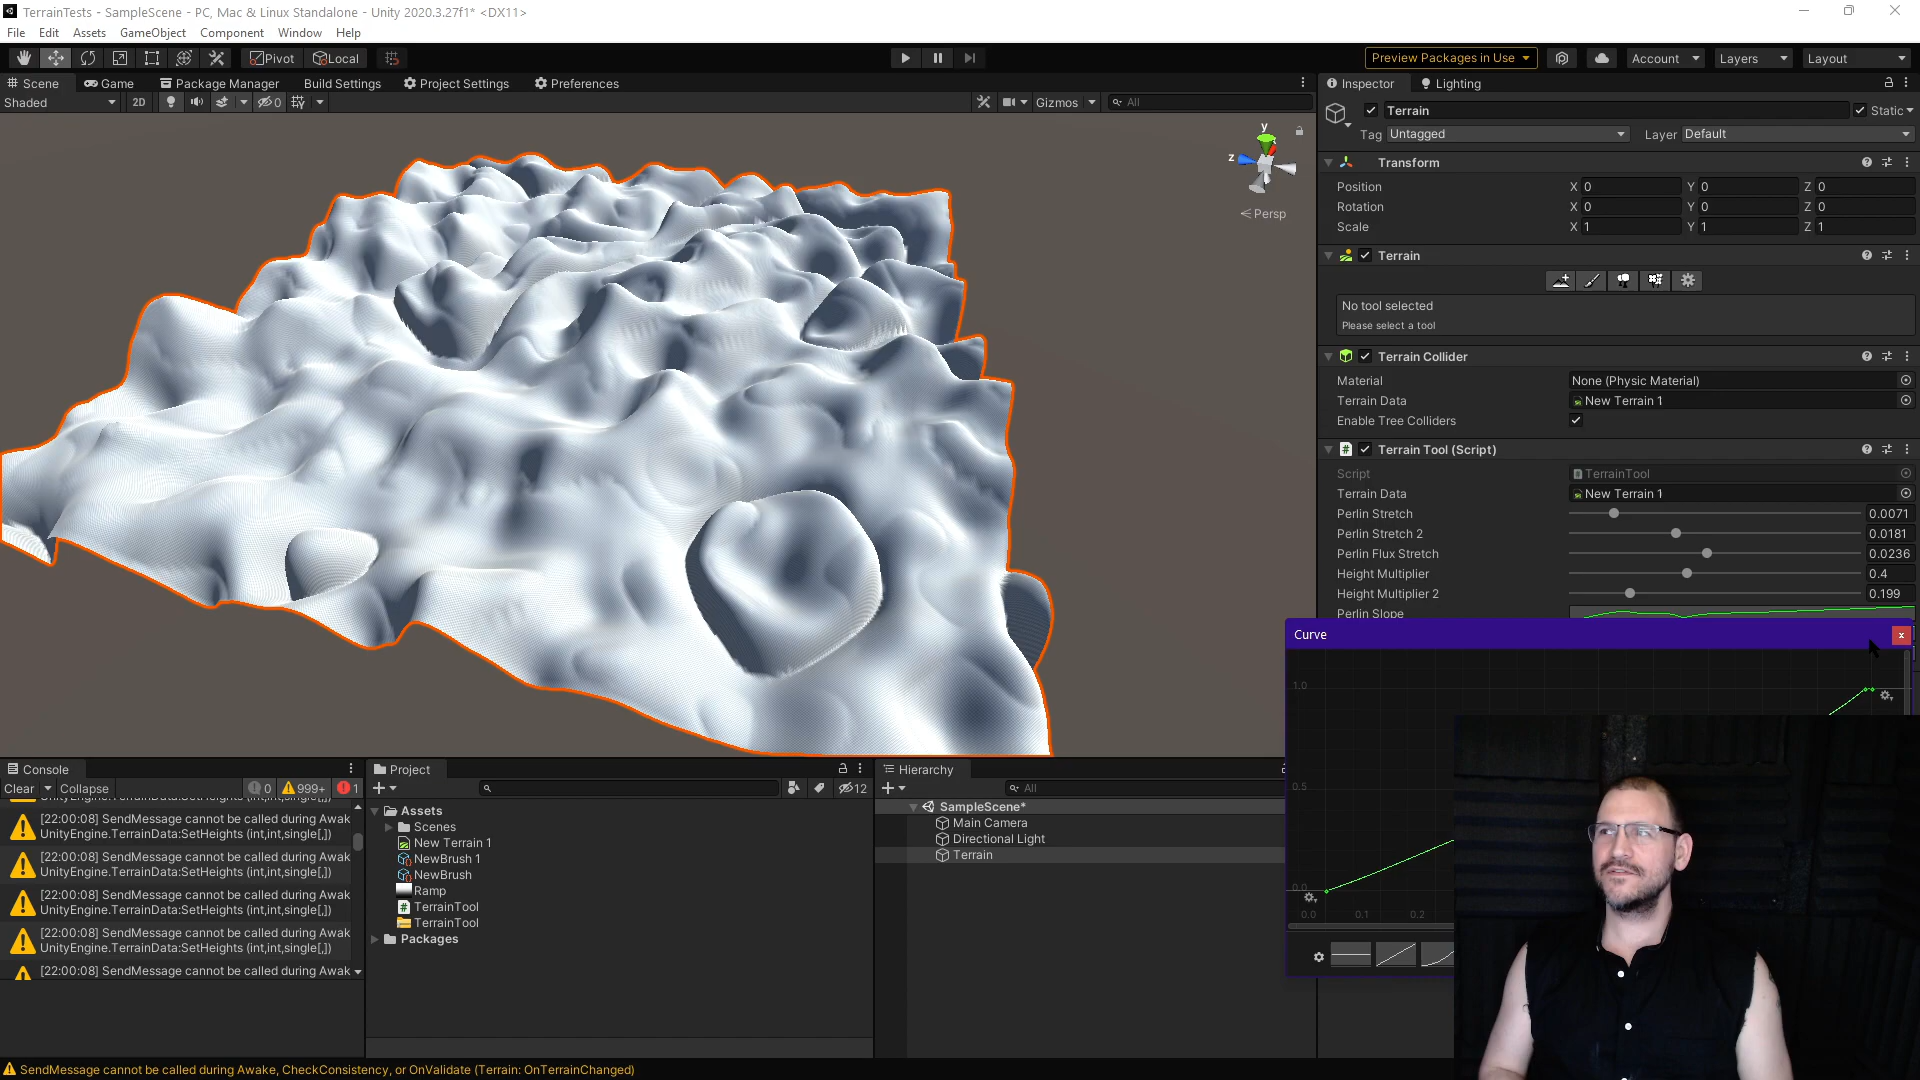 TerrainTests - SampleScene - PC, Mac & Linux Standalone - Unity 2020.3.27f1* <DX11>
File Edit Assets GameObject Component Window Help
Pivot Local
Preview Packages in Use Account Layers Layout
Scene Game Package Manager Build Settings Project Settings Preferences
Shaded 2D Gizmos All
y
z
Persp
Inspector Lighting
Terrain Static
Tag Untagged Layer Default
Transform
Position X 0 Y 0 Z 0
Rotation X 0 Y 0 Z 0
Scale X 1 Y 1 Z 1
Terrain
No tool selected
Please select a tool
Terrain Collider
Material None (Physic Material)
Terrain Data New Terrain 1
Enable Tree Colliders
Terrain Tool (Script)
Script TerrainTool
Terrain Data New Terrain 1
Perlin Stretch 0.0071
Perlin Stretch 2 0.0181
Perlin Flux Stretch 0.0236
Height Multiplier 0.4
Height Multiplier 2 0.199
Perlin Slope
Curve
1.0
0.5
0.0
0.0 0.1 0.2
Console
Clear Collapse 0 999+ 1
UnityEngine.TerrainData:SetHeights (int,int,single[,])
[22:00:08] SendMessage cannot be called during Awak
UnityEngine.TerrainData:SetHeights (int,int,single[,])
[22:00:08] SendMessage cannot be called during Awak
UnityEngine.TerrainData:SetHeights (int,int,single[,])
[22:00:08] SendMessage cannot be called during Awak
UnityEngine.TerrainData:SetHeights (int,int,single[,])
[22:00:08] SendMessage cannot be called during Awak
UnityEngine.TerrainData:SetHeights (int,int,single[,])
[22:00:08] SendMessage cannot be called during Awak
Project
12
Assets
Scenes
New Terrain 1
NewBrush 1
NewBrush
Ramp
TerrainTool
TerrainTool
Packages
Hierarchy
All
SampleScene*
Main Camera
Directional Light
Terrain
SendMessage cannot be called during Awake, CheckConsistency, or OnValidate (Terrain: OnTerrainChanged)